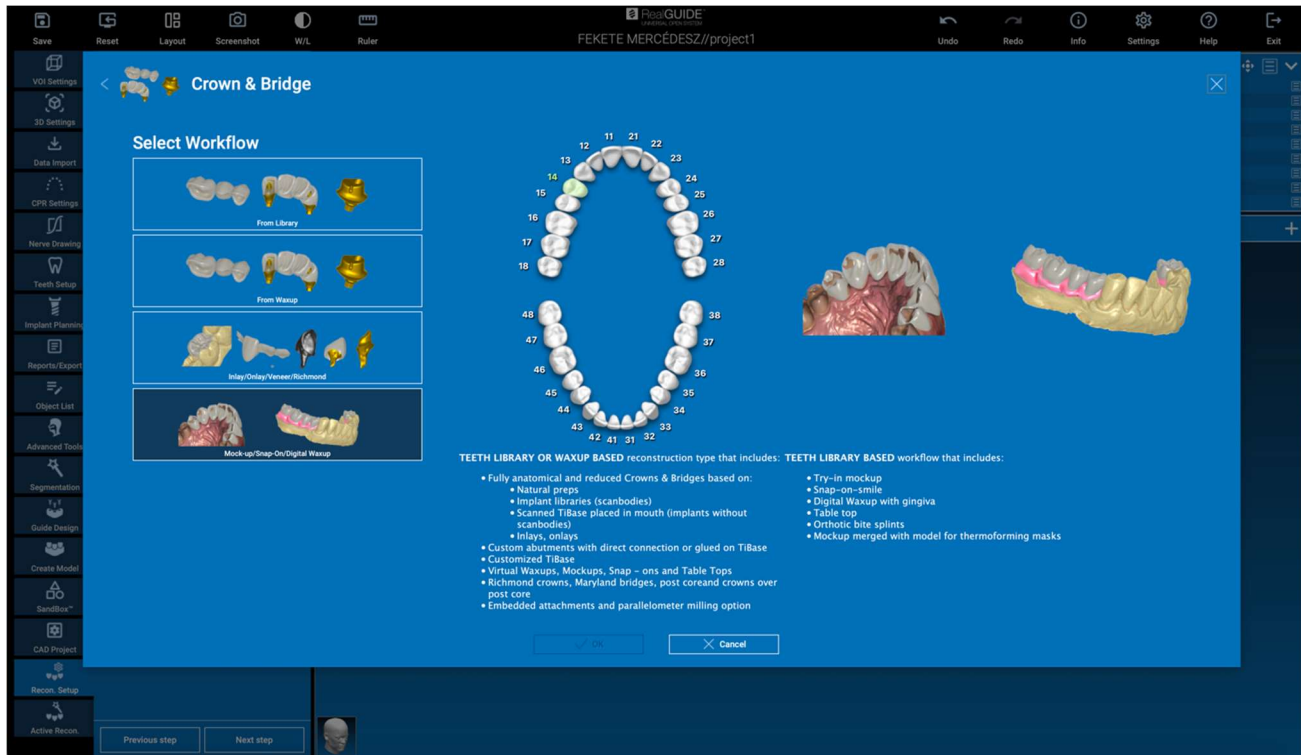 Save
Reset
Layout
Screenshot
W/L
Ruler
RealGUIDE™
UNIVERSAL OPEN SYSTEM
FEKETE MERCÉDESZ//project1
Undo
Redo
Info
Settings
Help
Exit
VOI Settings
3D Settings
Data Import
CPR Settings
Nerve Drawing
Teeth Setup
Implant Planning
Reports/Export
Object List
Advanced Tools
Segmentation
Guide Design
Create Model
SandBox™
CAD Project
Recon. Setup
Active Recon.
Crown & Bridge
Select Workflow
From Library
From Waxup
Inlay/Onlay/Veneer/Richmond
Mock-up/Snap-On/Digital Waxup
11 21
12 22
13 23
14 24
15 25
16 26
17 27
18 28
48 38
47 37
46 36
45 35
44 34
43 33
42 41 31 32
TEETH LIBRARY OR WAXUP BASED reconstruction type that includes:
• Fully anatomical and reduced Crowns & Bridges based on:
• Natural preps
• Implant libraries (scanbodies)
• Scanned TiBase placed in mouth (implants without
scanbodies)
• Inlays, onlays
• Custom abutments with direct connection or glued on TiBase
• Customized TiBase
• Virtual Waxups, Mockups, Snap – ons and Table Tops
• Richmond crowns, Maryland bridges, post coreand crowns over
post core
• Embedded attachments and parallelometer milling option
TEETH LIBRARY BASED workflow that includes:
• Try-in mockup
• Snap-on-smile
• Digital Waxup with gingiva
• Table top
• Orthotic bite splints
• Mockup merged with model for thermoforming masks
OK
Cancel
Previous step
Next step